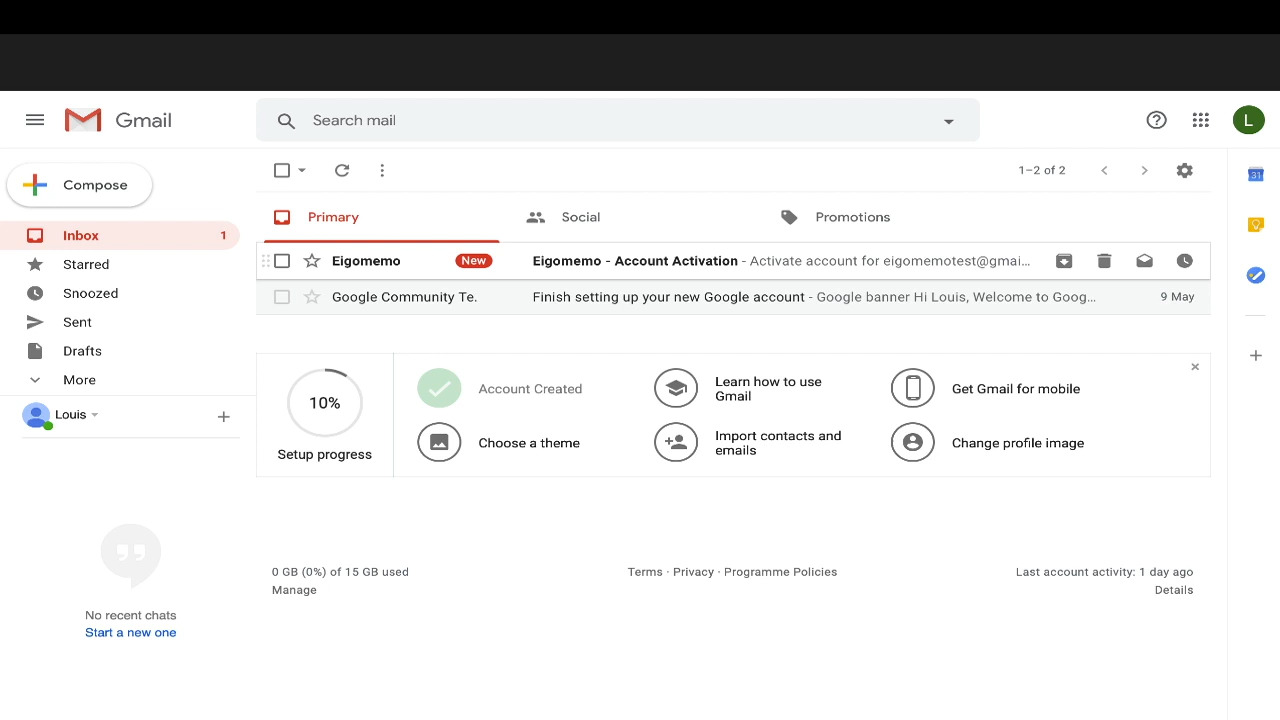 Gmail
Search mail
L
Compose
1–2 of 2
31
Primary
Social
Promotions
Inbox 1
Starred
Snoozed
Sent
Drafts
More
Eigomemo New Eigomemo - Account Activation - Activate account for eigomemotest@gmai...
Google Community Te. Finish setting up your new Google account - Google banner Hi Louis, Welcome to Goog... 9 May
Louis
10%
Setup progress
Account Created
Learn how to use
Gmail
Get Gmail for mobile
Choose a theme
Import contacts and
emails
Change profile image
No recent chats
Start a new one
0 GB (0%) of 15 GB used
Manage
Terms · Privacy · Programme Policies
Last account activity: 1 day ago
Details